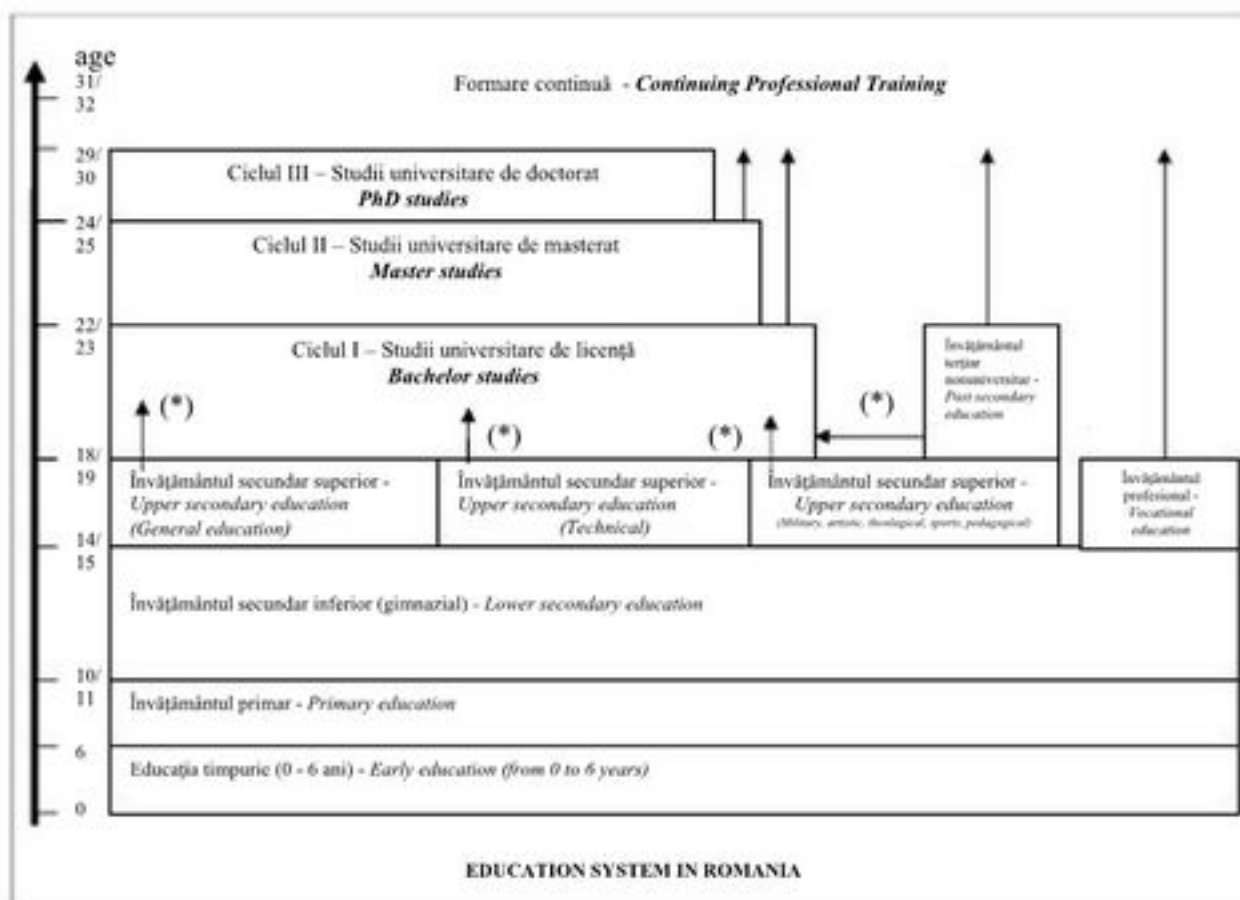 age
31/
32
Formare continuă - Continuing Professional Training
29/
30
Ciclul III – Studii universitare de doctorat
PhD studies
24/
25
Ciclul II – Studii universitare de masterat
Master studies
22/
23
Ciclul I – Studii universitare de licență
Bachelor studies
Învățământul
terțiar
nonuniversitar -
Post secondary
education
(*)
(*)
(*)
(*)
18/
19
Învățământul secundar superior -
Upper secondary education
(General education)
Învățământul secundar superior -
Upper secondary education
(Technical)
Învățământul secundar superior -
Upper secondary education
(Military, artistic, theological, sports, pedagogical)
Învățământul
profesional -
Vocational
education
14/
15
Învățământul secundar inferior (gimnazial) - Lower secondary education
10/
11
Învățământul primar - Primary education
6
Educația timpurie (0 - 6 ani) - Early education (from 0 to 6 years)
0
EDUCATION SYSTEM IN ROMANIA